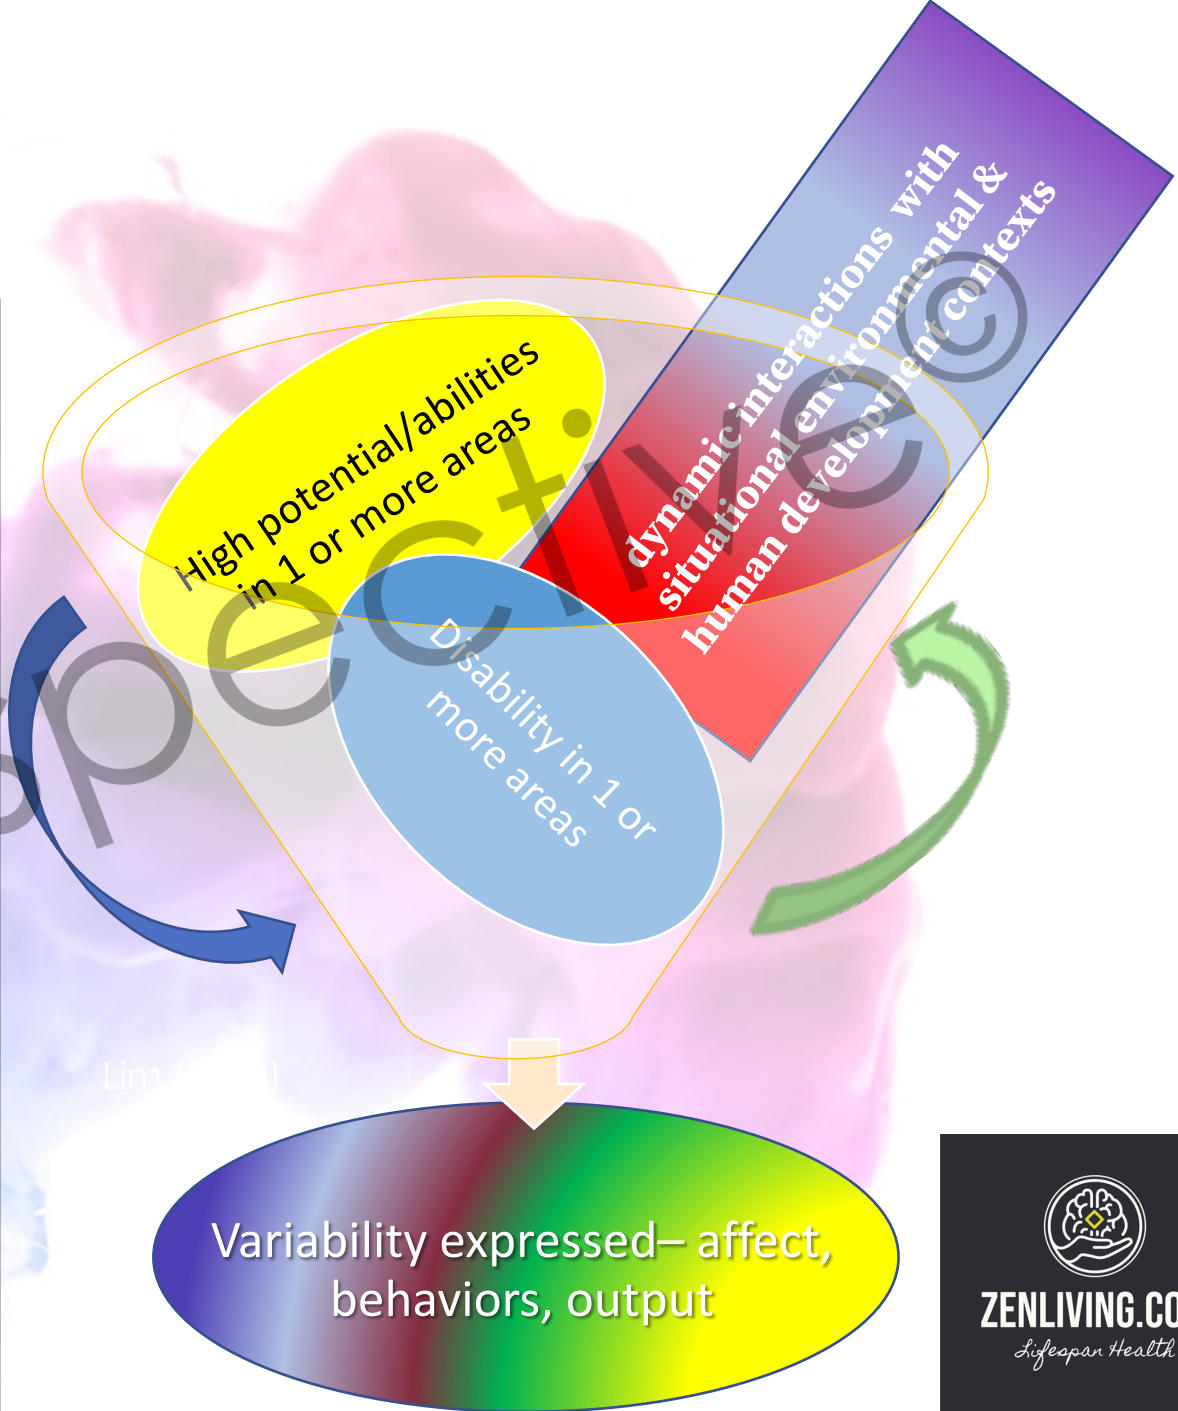 dynamic interactions with
situational environmental &
human development contexts
High potential/abilities
in 1 or more areas
Disability in 1 or
more areas
spective ©
Lim
Variability expressed– affect,
behaviors, output
ZENLIVING.CO
Lifespan Health